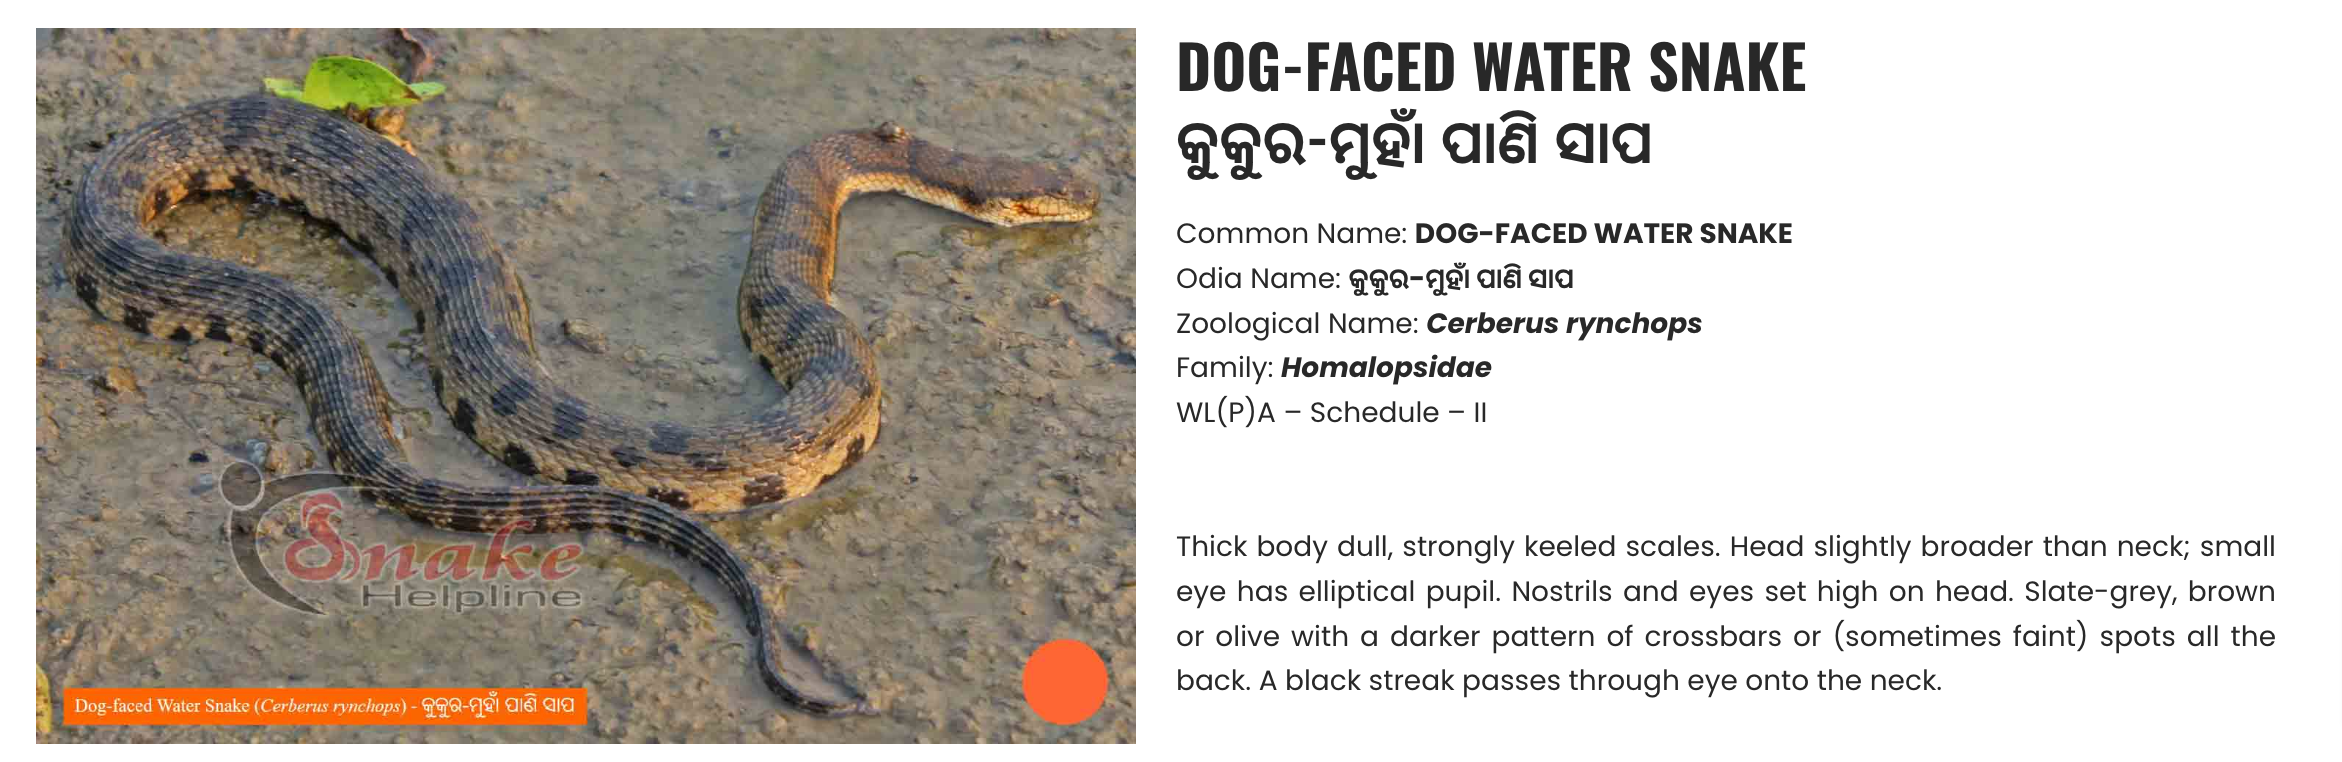 DOG-FACED WATER SNAKE
କୁକୁର-ମୁହାଁ ପାଣି ସାପ
Common Name: DOG-FACED WATER SNAKE
Odia Name: କୁକୁର-ମୁହାଁ ପାଣି ସାପ
Zoological Name: Cerberus rynchops
Family: Homalopsidae
WL(P)A – Schedule – II
Thick body dull, strongly keeled scales. Head slightly broader than neck; small
eye has elliptical pupil. Nostrils and eyes set high on head. Slate-grey, brown
or olive with a darker pattern of crossbars or (sometimes faint) spots all the
back. A black streak passes through eye onto the neck.
Snake
Helpline
Dog-faced Water Snake (Cerberus rynchops) - କୁକୁର-ମୁହାଁ ପାଣି ସାପ